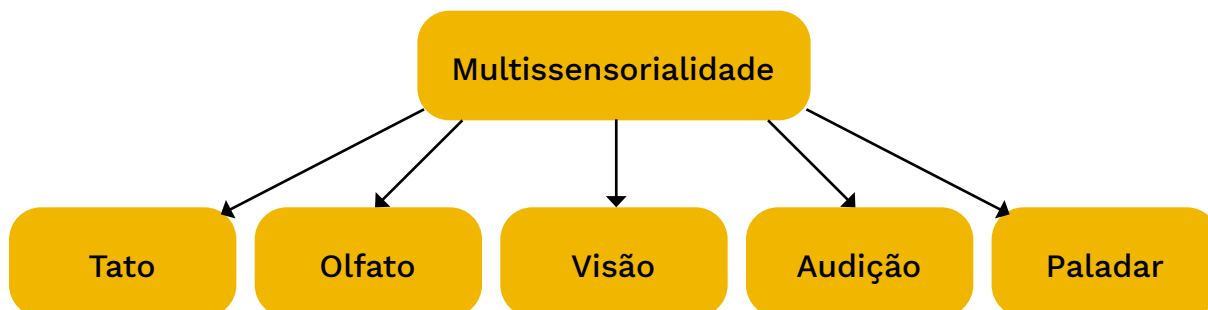 Multissensorialidade
Tato
Olfato
Visão
Audição
Paladar